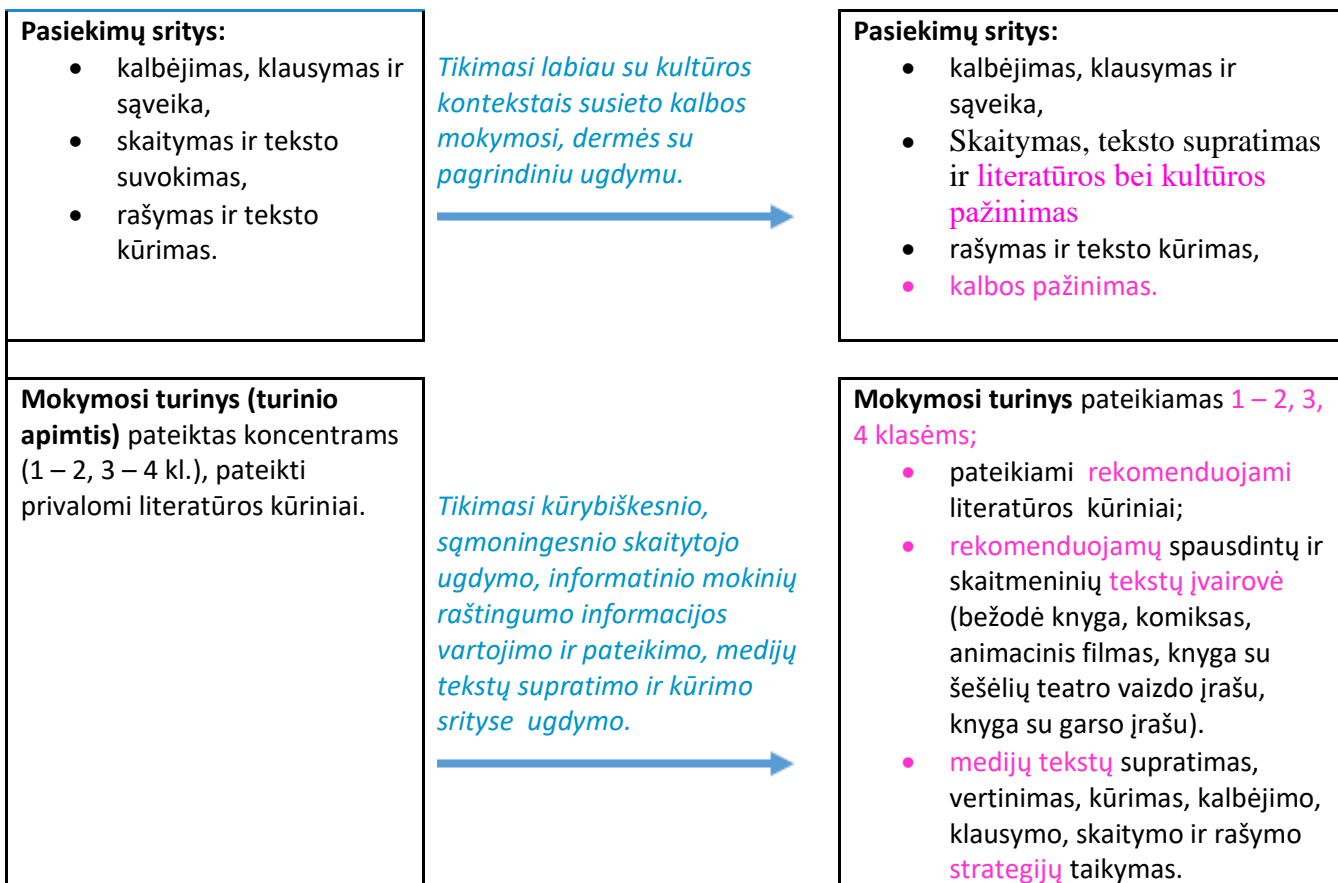 Pasiekimų sritys:
• kalbėjimas, klausymas ir
sąveika,
• skaitymas ir teksto
suvokimas,
• rašymas ir teksto
kūrimas.
Tikimasi labiau su kultūros
kontekstais susieto kalbos
mokymosi, dermės su
pagrindiniu ugdymu.
Pasiekimų sritys:
• kalbėjimas, klausymas ir
sąveika,
• Skaitymas, teksto supratimas
ir literatūros bei kultūros
pažinimas
• rašymas ir teksto kūrimas,
• kalbos pažinimas.
Mokymosi turinys (turinio
apimtis) pateiktas koncentrams
(1 – 2, 3 – 4 kl.), pateikti
privalomi literatūros kūriniai.
Tikimasi kūrybiškesnio,
sąmoningesnio skaitytojo
ugdymo, informatinio mokinių
raštingumo informacijos
vartojimo ir pateikimo, medijų
tekstų supratimo ir kūrimo
srityse ugdymo.
Mokymosi turinys pateikiamas 1 – 2, 3,
4 klasėms;
• pateikiami rekomenduojami
literatūros kūriniai;
• rekomenduojamų spausdintų ir
skaitmeninių tekstų įvairovė
(bežodė knyga, komiksas,
animacinis filmas, knyga su
šešėlių teatro vaizdo įrašu,
knyga su garso įrašu).
• medijų tekstų supratimas,
vertinimas, kūrimas, kalbėjimo,
klausymo, skaitymo ir rašymo
strategijų taikymas.